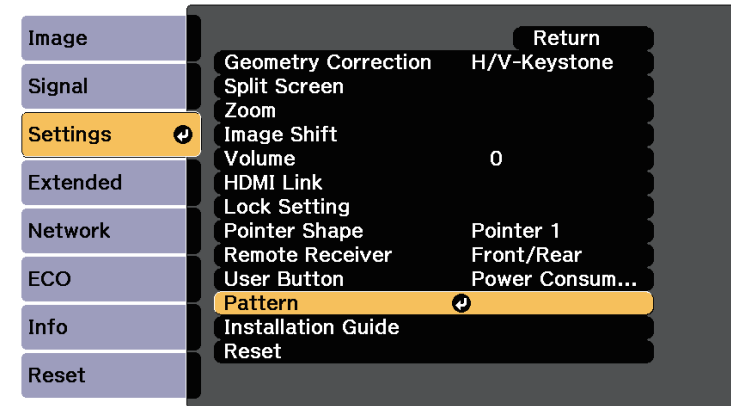 Image
Signal
Settings
Extended
Network
ECO
Info
Reset
Return
Geometry Correction H/V-Keystone
Split Screen
Zoom
Image Shift
Volume 0
HDMI Link
Lock Setting
Pointer Shape Pointer 1
Remote Receiver Front/Rear
User Button Power Consum...
Pattern
Installation Guide
Reset